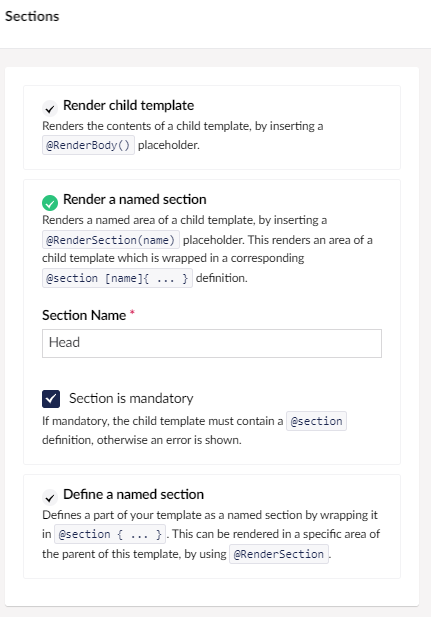 Sections
Render child template
Renders the contents of a child template, by inserting a
@RenderBody() placeholder.
Render a named section
Renders a named area of a child template, by inserting a
@RenderSection(name) placeholder. This renders an area of a
child template which is wrapped in a corresponding
@section [name]{ ... } definition.
Section Name *
Head
Section is mandatory
If mandatory, the child template must contain a @section
definition, otherwise an error is shown.
Define a named section
Defines a part of your template as a named section by wrapping it
in @section { ... }. This can be rendered in a specific area of
the parent of this template, by using @RenderSection.